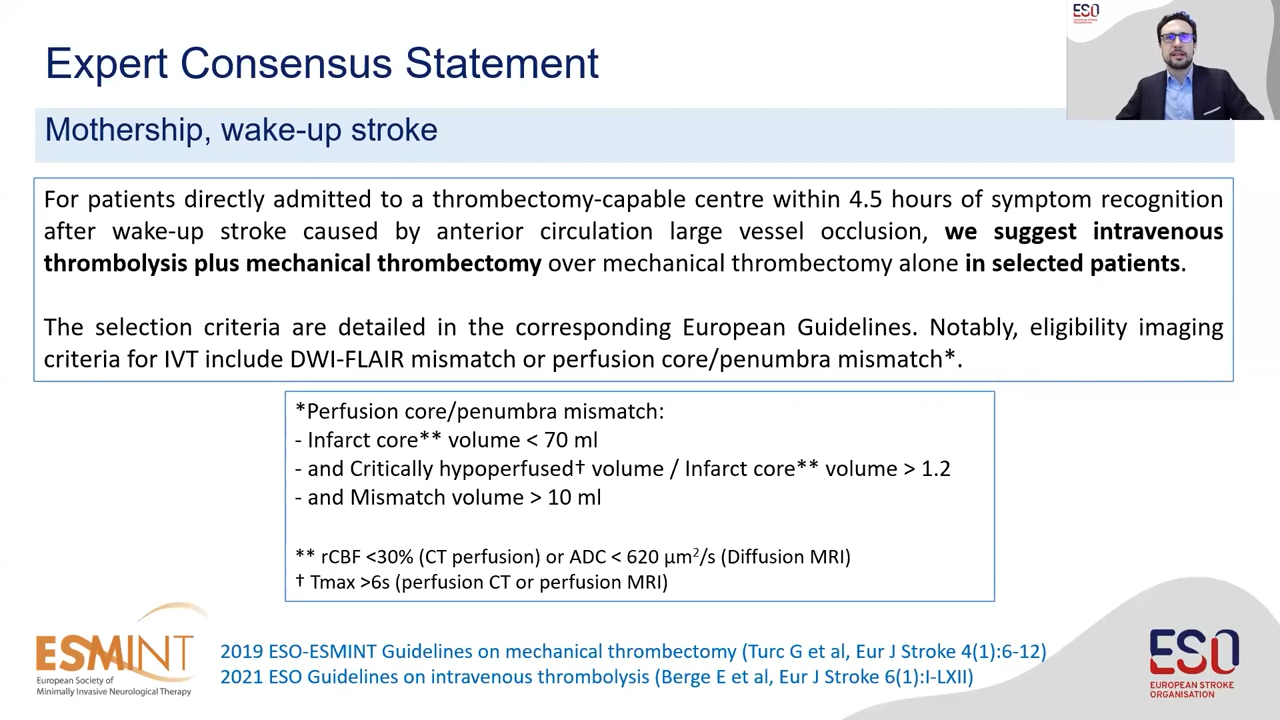 ESO
EUROPEAN STROKE
ORGANISATION
Expert Consensus Statement
Mothership, wake-up stroke
For patients directly admitted to a thrombectomy-capable centre within 4.5 hours of symptom recognition
after wake-up stroke caused by anterior circulation large vessel occlusion, we suggest intravenous
thrombolysis plus mechanical thrombectomy over mechanical thrombectomy alone in selected patients.
The selection criteria are detailed in the corresponding European Guidelines. Notably, eligibility imaging
criteria for IVT include DWI-FLAIR mismatch or perfusion core/penumbra mismatch*.
*Perfusion core/penumbra mismatch:
- Infarct core** volume < 70 ml
- and Critically hypoperfused† volume / Infarct core** volume > 1.2
- and Mismatch volume > 10 ml
** rCBF <30% (CT perfusion) or ADC < 620 µm²/s (Diffusion MRI)
† Tmax >6s (perfusion CT or perfusion MRI)
ESMINT
European Society of
Minimally Invasive Neurological Therapy
2019 ESO-ESMINT Guidelines on mechanical thrombectomy (Turc G et al, Eur J Stroke 4(1):6-12)
2021 ESO Guidelines on intravenous thrombolysis (Berge E et al, Eur J Stroke 6(1):I-LXII)
ESO
EUROPEAN STROKE
ORGANISATION